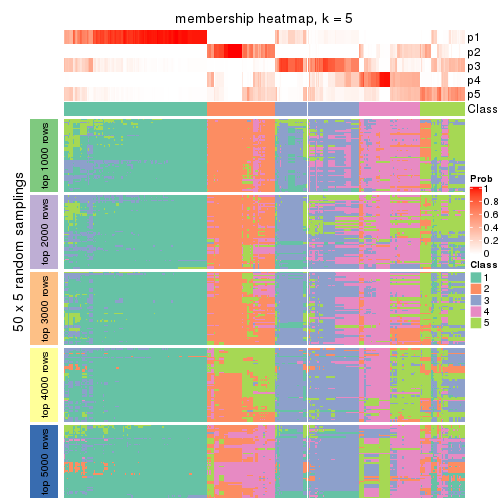 membership heatmap, k = 5
p1
p2
p3
p4
p5
Class
50 x 5 random samplings
top 1000 rows
top 2000 rows
top 3000 rows
top 4000 rows
top 5000 rows
Prob
1
0.8
0.6
0.4
0.2
0
Class
1
2
3
4
5